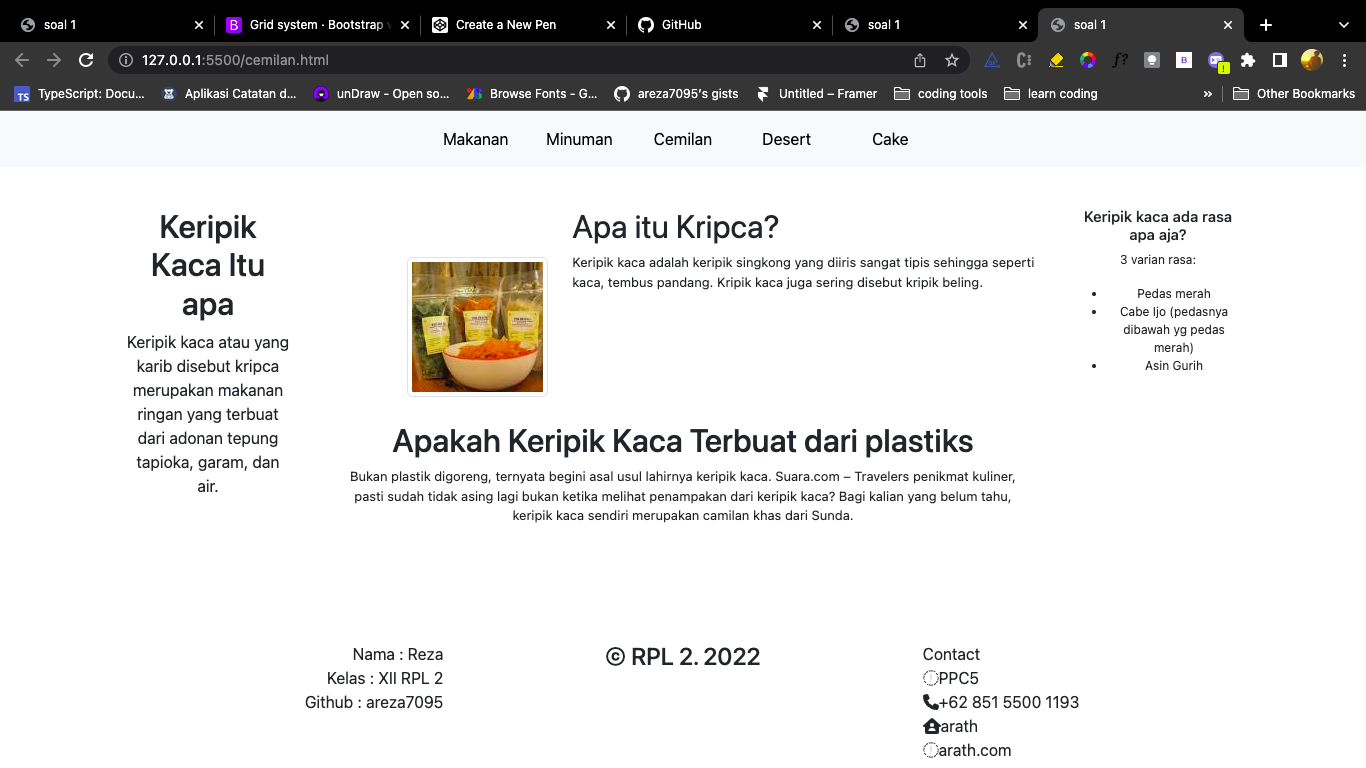 soal 1
Grid system · Bootstrap v
Create a New Pen
GitHub
soal 1
soal 1
127.0.0.1:5500/cemilan.html
TypeScript: Docu...
Aplikasi Catatan d...
unDraw - Open so...
Browse Fonts - G...
areza7095's gists
Untitled – Framer
coding tools
learn coding
»
Other Bookmarks
Makanan
Minuman
Cemilan
Desert
Cake
Keripik
Kaca Itu
apa
Keripik kaca atau yang
karib disebut kripca
merupakan makanan
ringan yang terbuat
dari adonan tepung
tapioka, garam, dan
air.
Apa itu Kripca?
Keripik kaca adalah keripik singkong yang diiris sangat tipis sehingga seperti
kaca, tembus pandang. Kripik kaca juga sering disebut kripik beling.
Apakah Keripik Kaca Terbuat dari plastiks
Bukan plastik digoreng, ternyata begini asal usul lahirnya keripik kaca. Suara.com – Travelers penikmat kuliner,
pasti sudah tidak asing lagi bukan ketika melihat penampakan dari keripik kaca? Bagi kalian yang belum tahu,
keripik kaca sendiri merupakan camilan khas dari Sunda.
Keripik kaca ada rasa
apa aja?
3 varian rasa:
• Pedas merah
• Cabe Ijo (pedasnya
dibawah yg pedas
merah)
• Asin Gurih
Nama : Reza
Kelas : XII RPL 2
Github : areza7095
© RPL 2. 2022
Contact
PPC5
+62 851 5500 1193
arath
arath.com